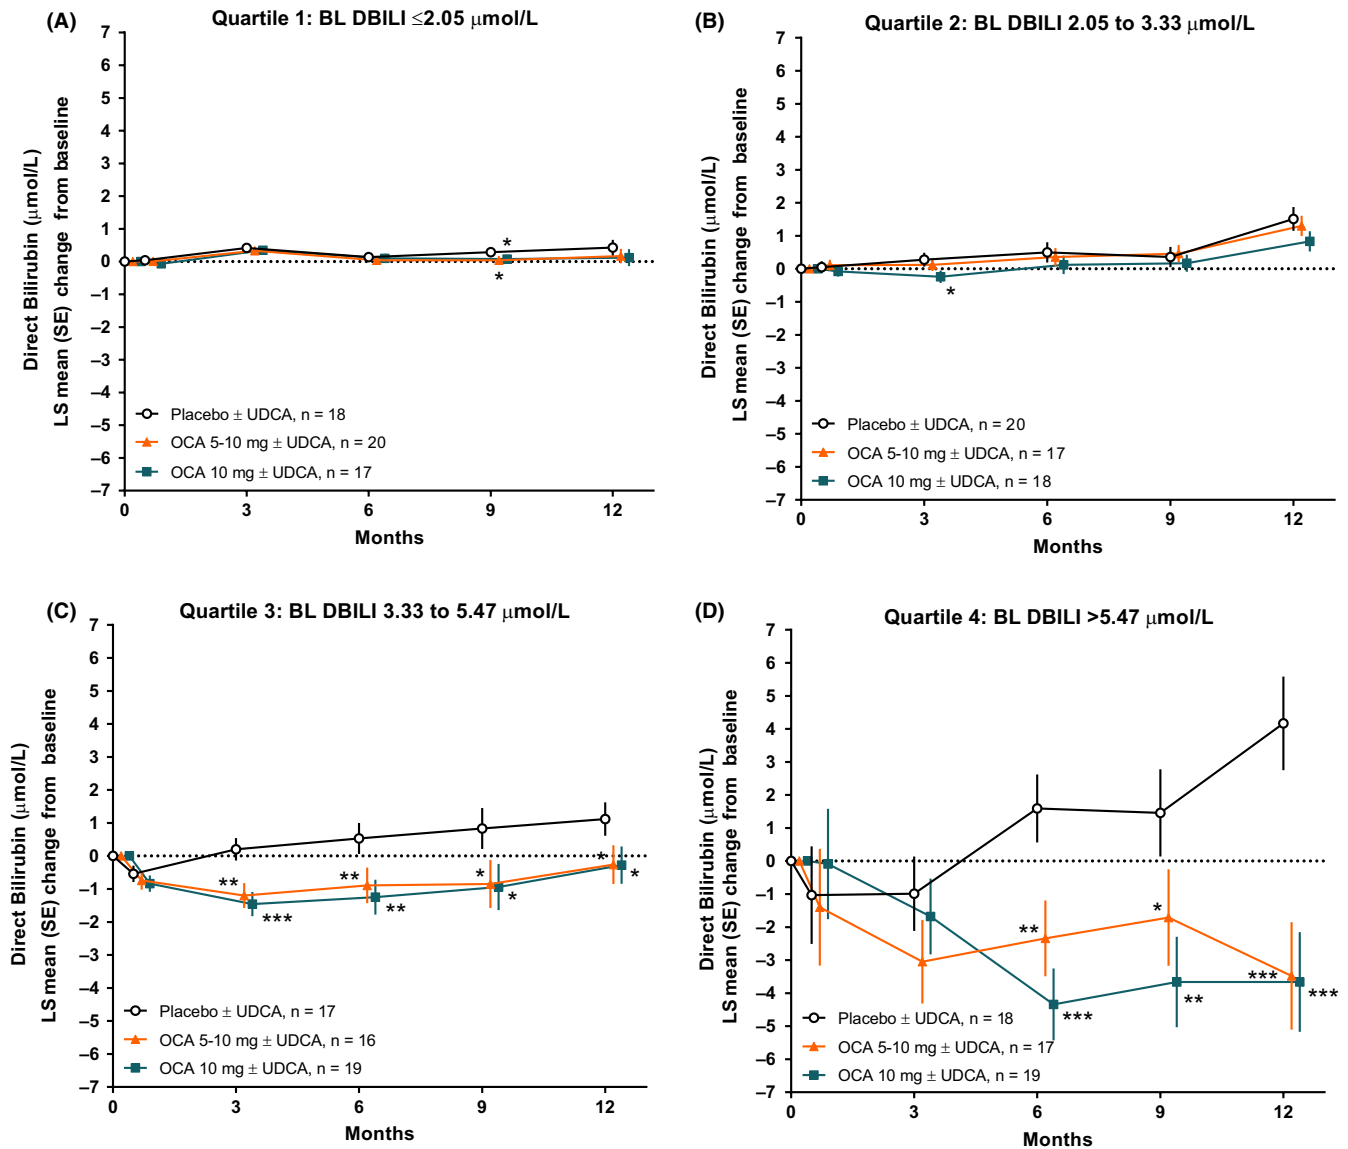 (A)
Quartile 1: BL DBILI ≤2.05 μmol/L
Direct Bilirubin (μmol/L)
LS mean (SE) change from baseline
7
6
5
4
3
2
1
0
–1
–2
–3
–4
–5
–6
–7
*
*
Placebo ± UDCA, n = 18
OCA 5-10 mg ± UDCA, n = 20
OCA 10 mg ± UDCA, n = 17
0 3 6 9 12
Months
(B)
Quartile 2: BL DBILI 2.05 to 3.33 μmol/L
Direct Bilirubin (μmol/L)
LS mean (SE) change from baseline
7
6
5
4
3
2
1
0
–1
–2
–3
–4
–5
–6
–7
*
Placebo ± UDCA, n = 20
OCA 5-10 mg ± UDCA, n = 17
OCA 10 mg ± UDCA, n = 18
0 3 6 9 12
Months
(C)
Quartile 3: BL DBILI 3.33 to 5.47 μmol/L
Direct Bilirubin (μmol/L)
LS mean (SE) change from baseline
7
6
5
4
3
2
1
0
–1
–2
–3
–4
–5
–6
–7
** ** * *
*** ** * *
Placebo ± UDCA, n = 17
OCA 5-10 mg ± UDCA, n = 16
OCA 10 mg ± UDCA, n = 19
0 3 6 9 12
Months
(D)
Quartile 4: BL DBILI >5.47 μmol/L
Direct Bilirubin (μmol/L)
LS mean (SE) change from baseline
7
6
5
4
3
2
1
0
–1
–2
–3
–4
–5
–6
–7
** * ***
*** ** ***
Placebo ± UDCA, n = 18
OCA 5-10 mg ± UDCA, n = 17
OCA 10 mg ± UDCA, n = 19
0 3 6 9 12
Months